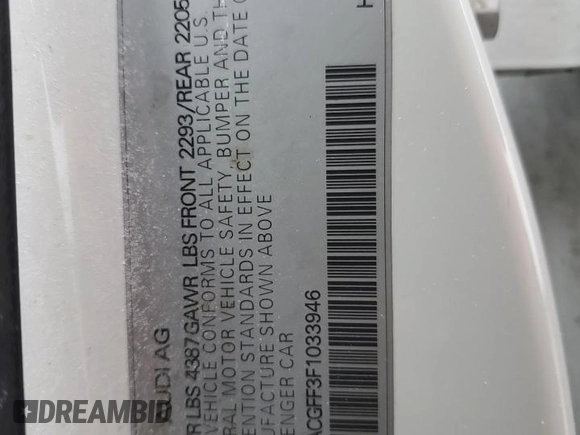 UDI AG
R LBS 4387 GAWR LBS FRONT 2293/REAR 2205
VEHICLE CONFORMS TO ALL APPLICABLE U.S.
RAL MOTOR VEHICLE SAFETY, BUMPER AND TH
ENTION STANDARDS IN EFFECT ON THE DATE O
UFACTURE SHOWN ABOVE
ENGER CAR
ACGFF3F1033946
H
DREAMBID